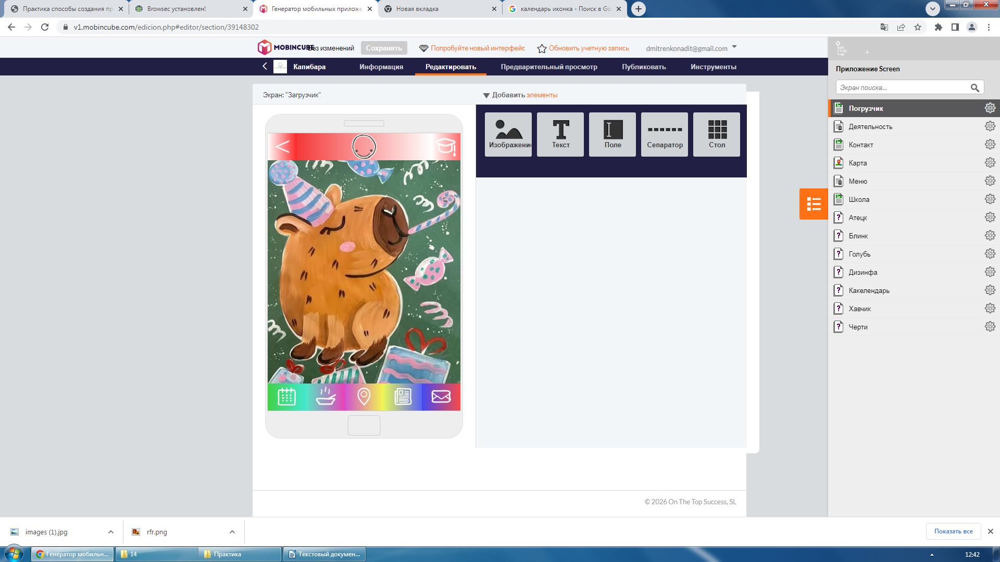 Практика способы создания пр
Browsec установлен!
Генератор мобильных приложе
Новая вкладка
календарь иконка - Поиск в Go
v1.mobincube.com/edicion.php#editor/section/39148302
MOBINCUBE
Без изменений
Сохранять
Попробуйте новый интерфейс
Обновить учетную запись
dmitrenkonadit@gmail.com
Капибара
Информация
Редактировать
Предварительный просмотр
Публиковать
Инструменты
Экран: "Загрузчик"
Добавить элементы
Изображение
Текст
Поле
Сепаратор
Стол
Приложение Screen
Экран поиска...
Погрузчик
Деятельность
Контакт
Карта
Меню
Школа
Атецк
Блинк
Голубь
Дизинфа
Какелендарь
Хавчик
Черти
© 2026 On The Top Success, SL
images (1).jpg
rfr.png
Показать все
Генератор мобильн...
14
Практика
Текстовый докумен...
12:42